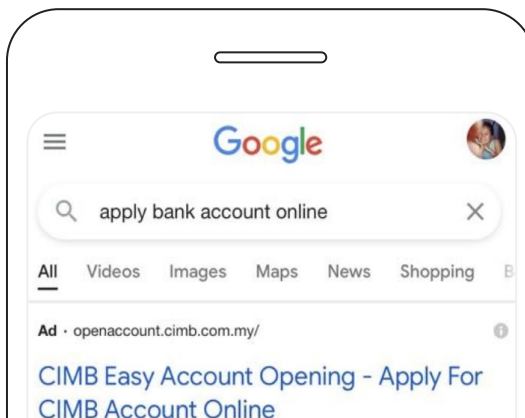 Google
apply bank account online
All Videos Images Maps News Shopping B
Ad · openaccount.cimb.com.my/
CIMB Easy Account Opening - Apply For
CIMB Account Online